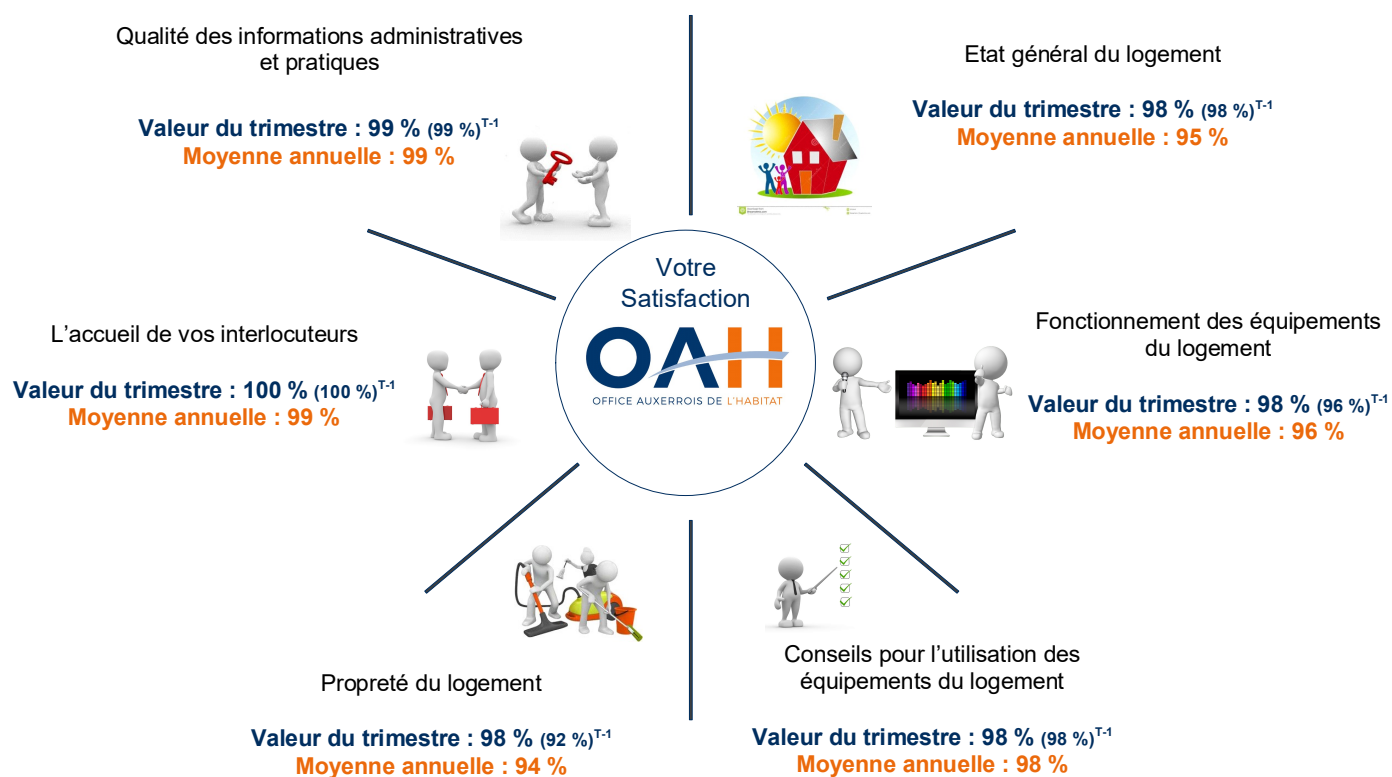 Qualité des informations administratives
et pratiques
Valeur du trimestre : 99 % (99 %)T-1
Moyenne annuelle : 99 %
Etat général du logement
Valeur du trimestre : 98 % (98 %)T-1
Moyenne annuelle : 95 %
Votre
Satisfaction
OAH
OFFICE AUXERROIS DE L'HABITAT
L'accueil de vos interlocuteurs
Valeur du trimestre : 100 % (100 %)T-1
Moyenne annuelle : 99 %
Fonctionnement des équipements
du logement
Valeur du trimestre : 98 % (96 %)T-1
Moyenne annuelle : 96 %
Propreté du logement
Valeur du trimestre : 98 % (92 %)T-1
Moyenne annuelle : 94 %
Conseils pour l'utilisation des
équipements du logement
Valeur du trimestre : 98 % (98 %)T-1
Moyenne annuelle : 98 %